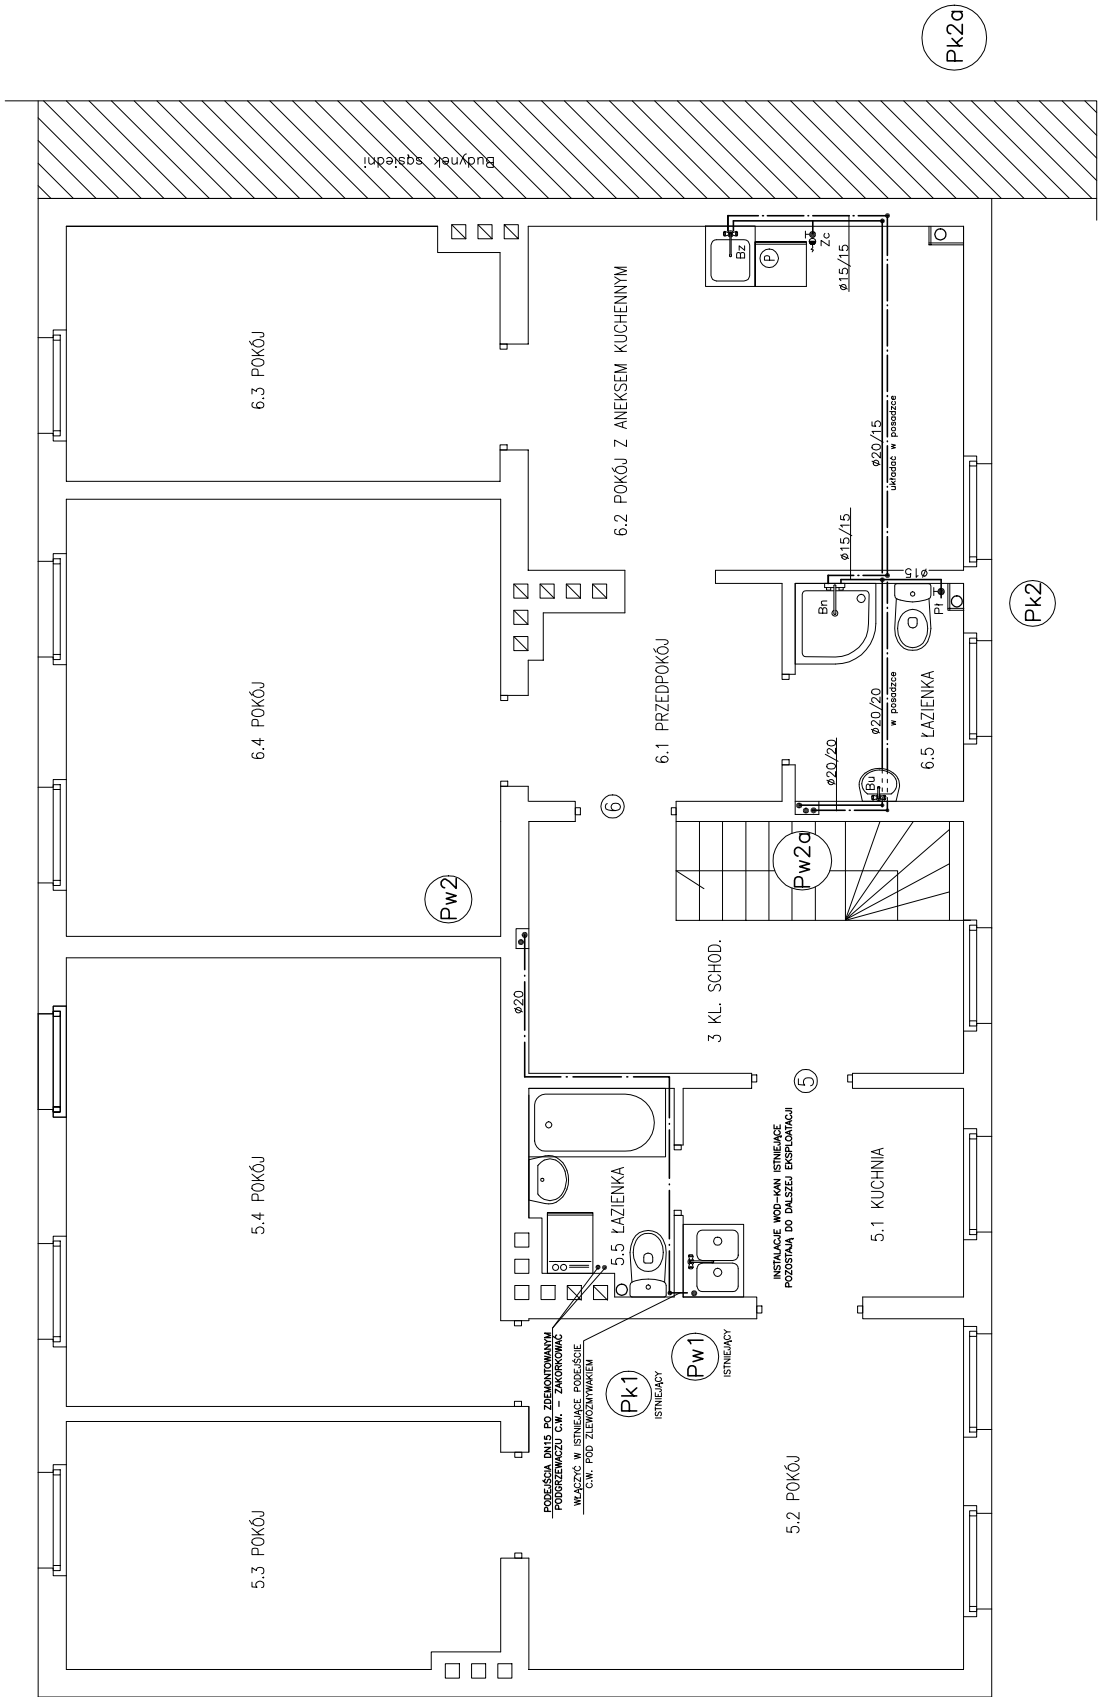 Pk2a
Budynek sąsiedni
6.3 POKÓJ
6.4 POKÓJ
5.4 POKÓJ
5.3 POKÓJ
6.2 POKÓJ Z ANEKSEM KUCHENNYM
Bz
P
Zc
ø15/15
ø20/15
układać w posadzce
ø15/15
ø15
Bn
Pł
Pk2
6.1 PRZEDPOKÓJ
ø20/20
w posadzce
6.5 ŁAZIENKA
ø20/20
Bu
6
Pw2a
Pw2
ø20
3 KL. SCHOD.
5
INSTALACJE WOD-KAN ISTNIEJĄCE
POZOSTAJĄ DO DALSZEJ EKSPLOATACJI
5.1 KUCHNIA
5.5 ŁAZIENKA
PODEJŚCIA DN15 PO ZDEMONTOWANYM
PODGRZEWACZU C.W. - ZAKORKOWAĆ
WŁĄCZYĆ W ISTNIEJĄCE PODEJŚCIE
C.W. POD ZLEWOZMYWAKIEM
Pk1
ISTNIEJĄCY
Pw1
ISTNIEJĄCY
5.2 POKÓJ